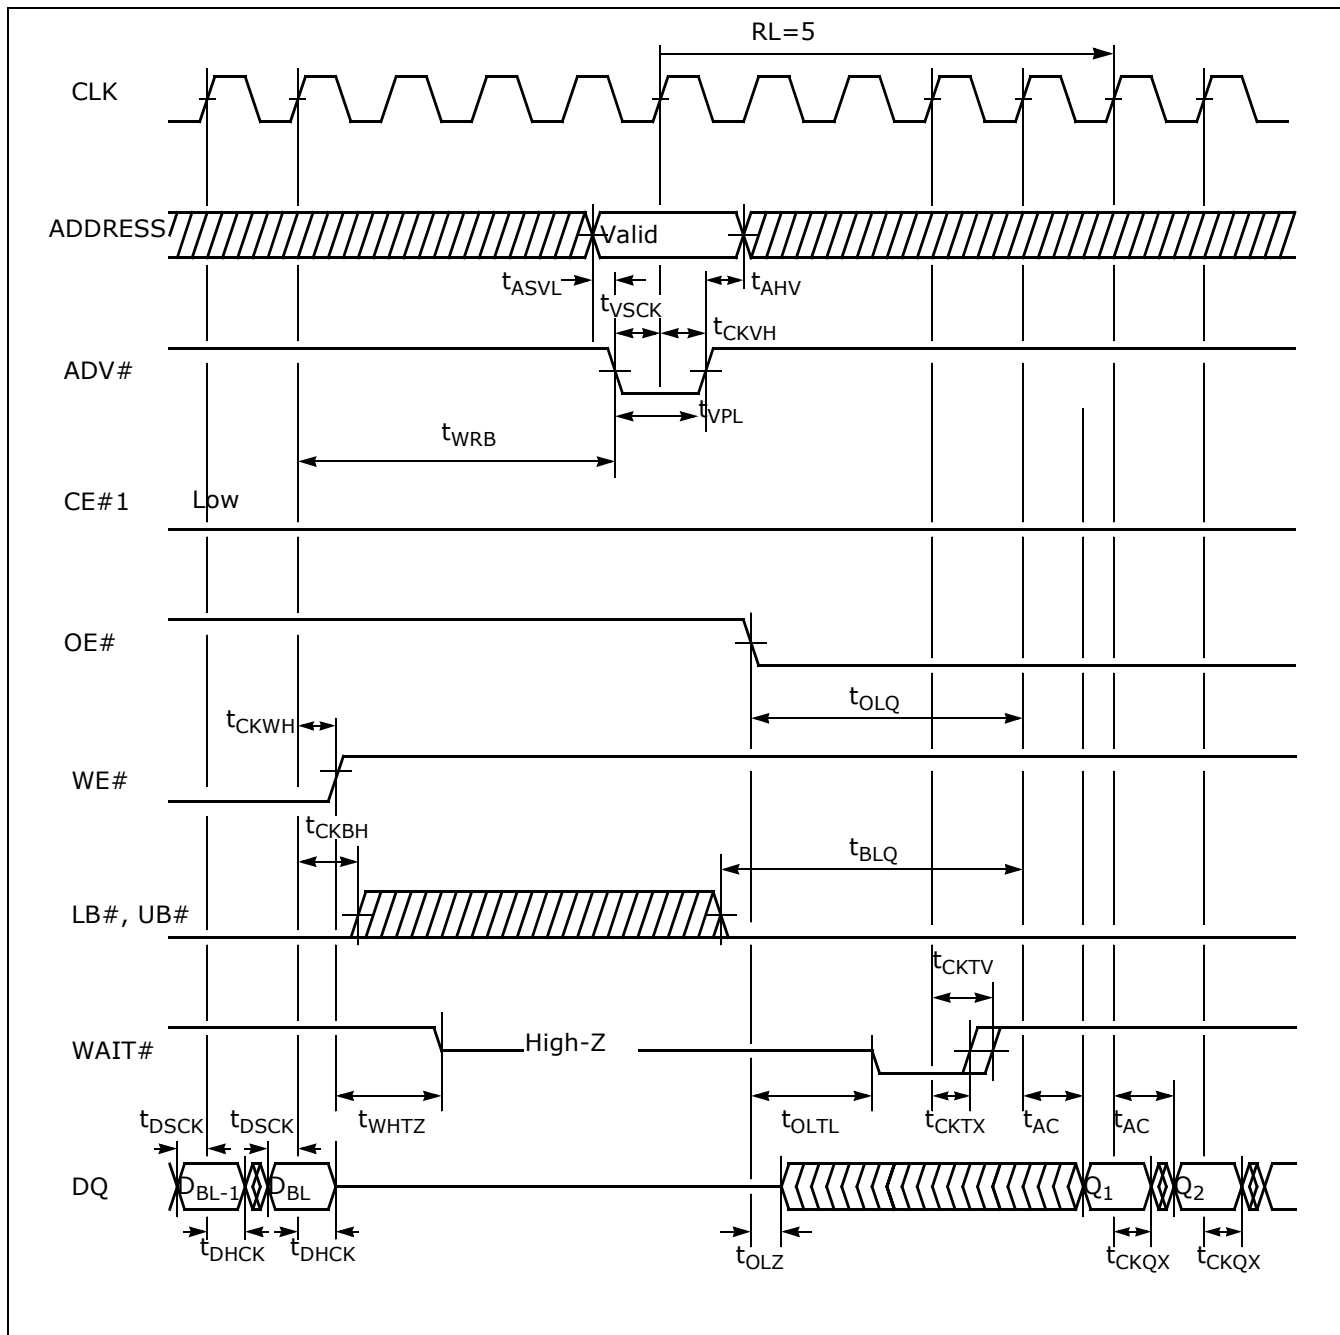 RL=5
CLK
ADDRESS
Valid
tASVL
tAHV
tVSCK
tCKVH
ADV#
tVPL
tWRB
CE#1
Low
OE#
tOLQ
tCKWH
WE#
tCKBH
tBLQ
LB#, UB#
tCKTV
WAIT#
High-Z
tDSCK
tDSCK
tWHTZ
tOLTL
tCKTX
tAC
tAC
DQ
DBL-1
DBL
Q1
Q2
tDHCK
tDHCK
tOLZ
tCKQX
tCKQX